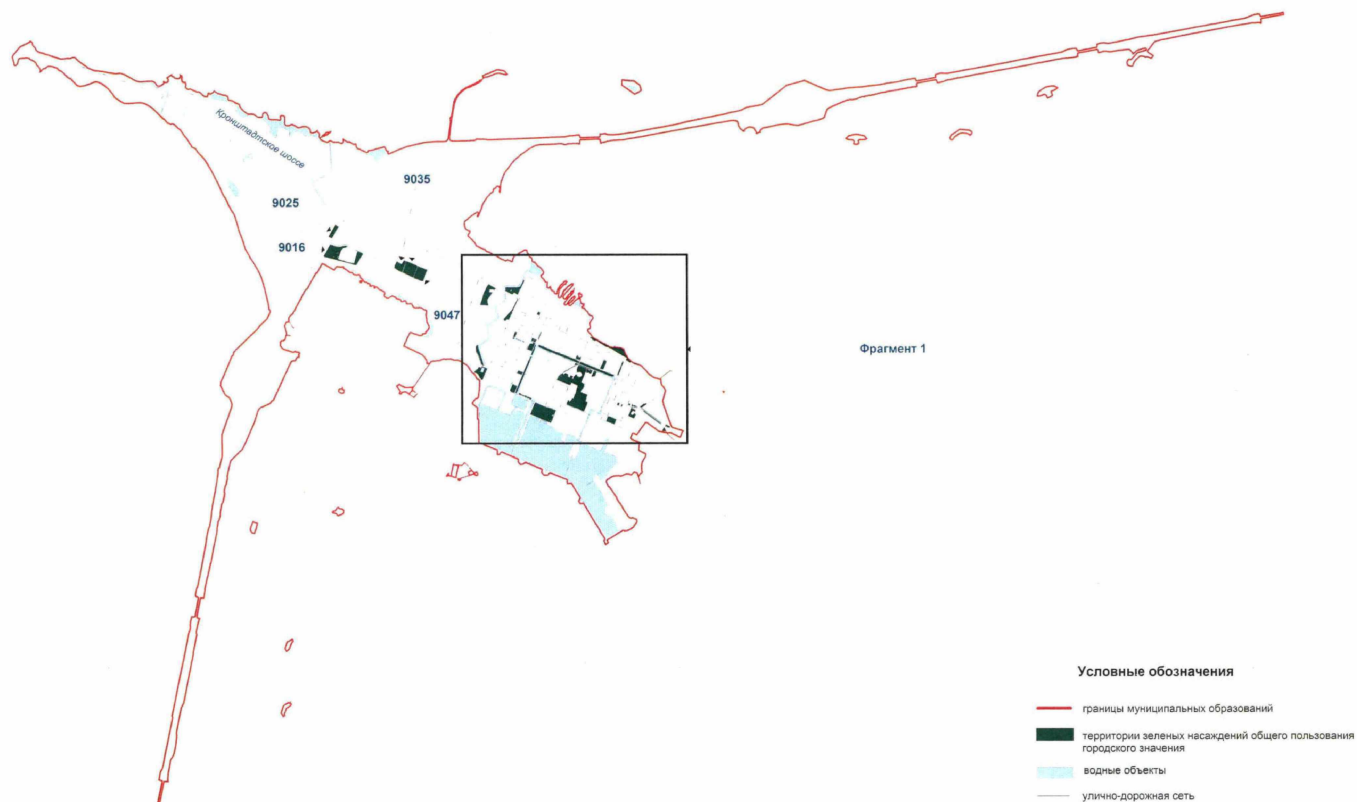 Кронштадтское шоссе
9035
9025
9016
9047
Фрагмент 1
Условные обозначения
границы муниципальных образований
территории зеленых насаждений общего пользования
городского значения
водные объекты
улично-дорожная сеть